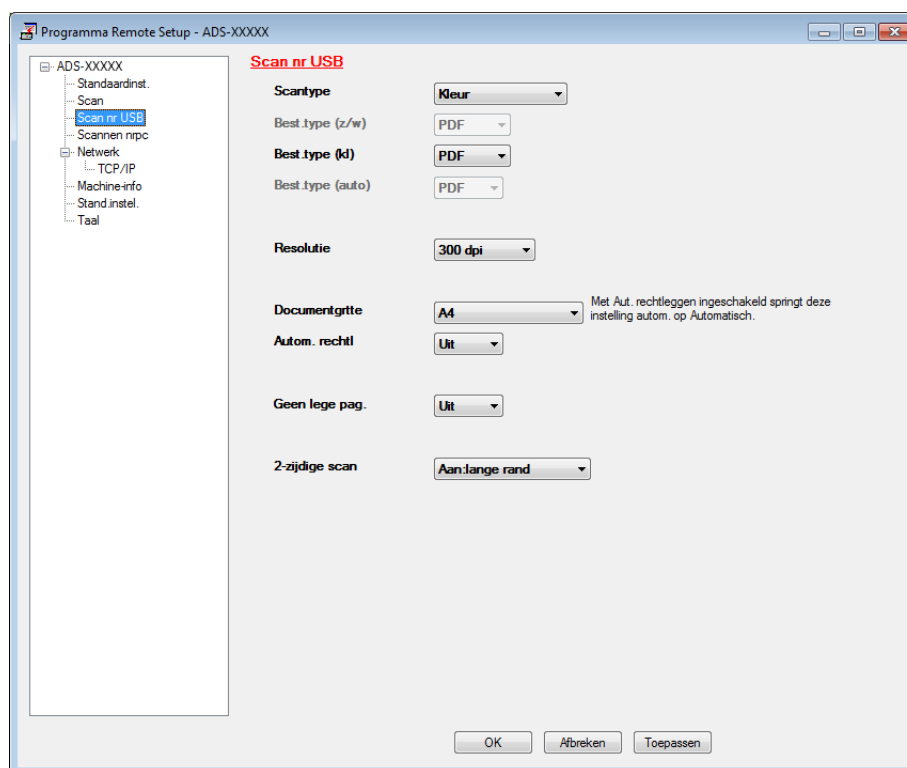 Programma Remote Setup - ADS-XXXXX
ADS-XXXXX
Standaardinst.
Scan
Scan nr USB
Scannen nrpc
Netwerk
TCP/IP
Machine-info
Stand.instel.
Taal
Scan nr USB
Scantype
Kleur
Best.type (z/w)
PDF
Best.type (kl)
PDF
Best.type (auto)
PDF
Resolutie
300 dpi
Documentgrtte
A4
Met Aut. rechtleggen ingeschakeld springt deze
instelling autom. op Automatisch.
Autom. rechtl
Uit
Geen lege pag.
Uit
2-zijdige scan
Aan:lange rand
OK
Afbreken
Toepassen